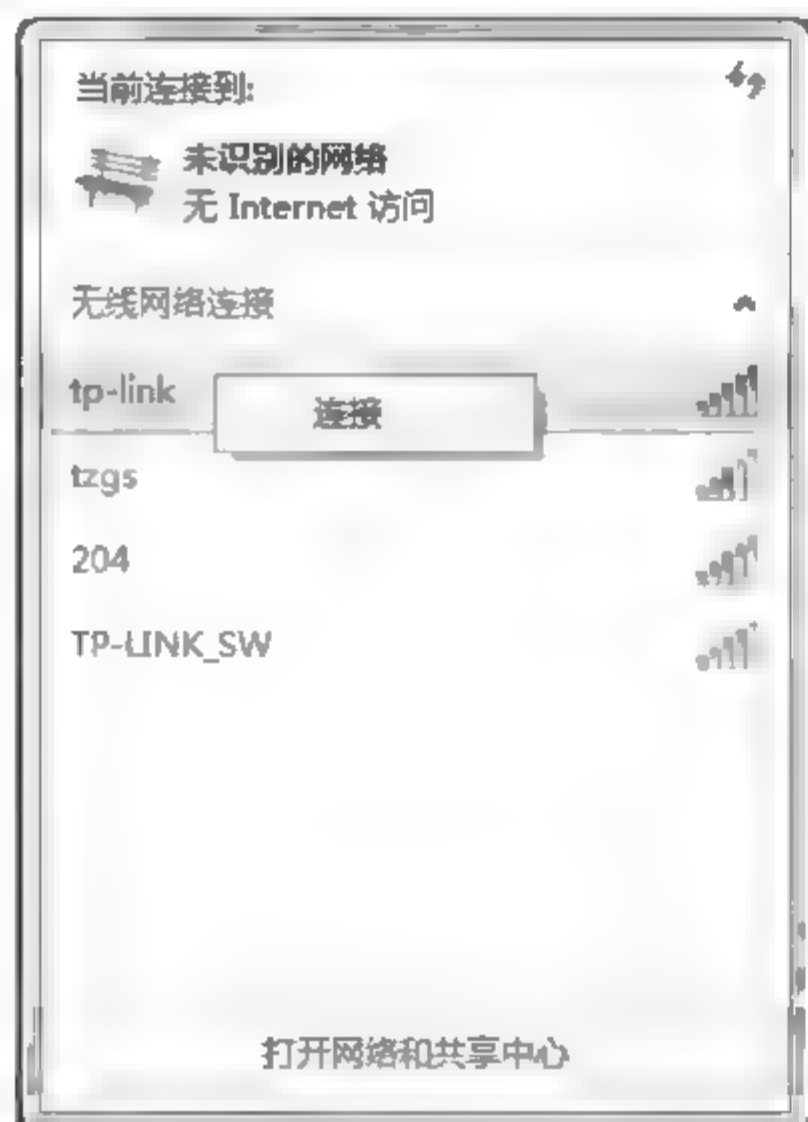 当前连接到:
未识别的网络
无 Internet 访问
无线网络连接
tp-link
连接
tzgs
204
TP-LINK_SW
打开网络和共享中心